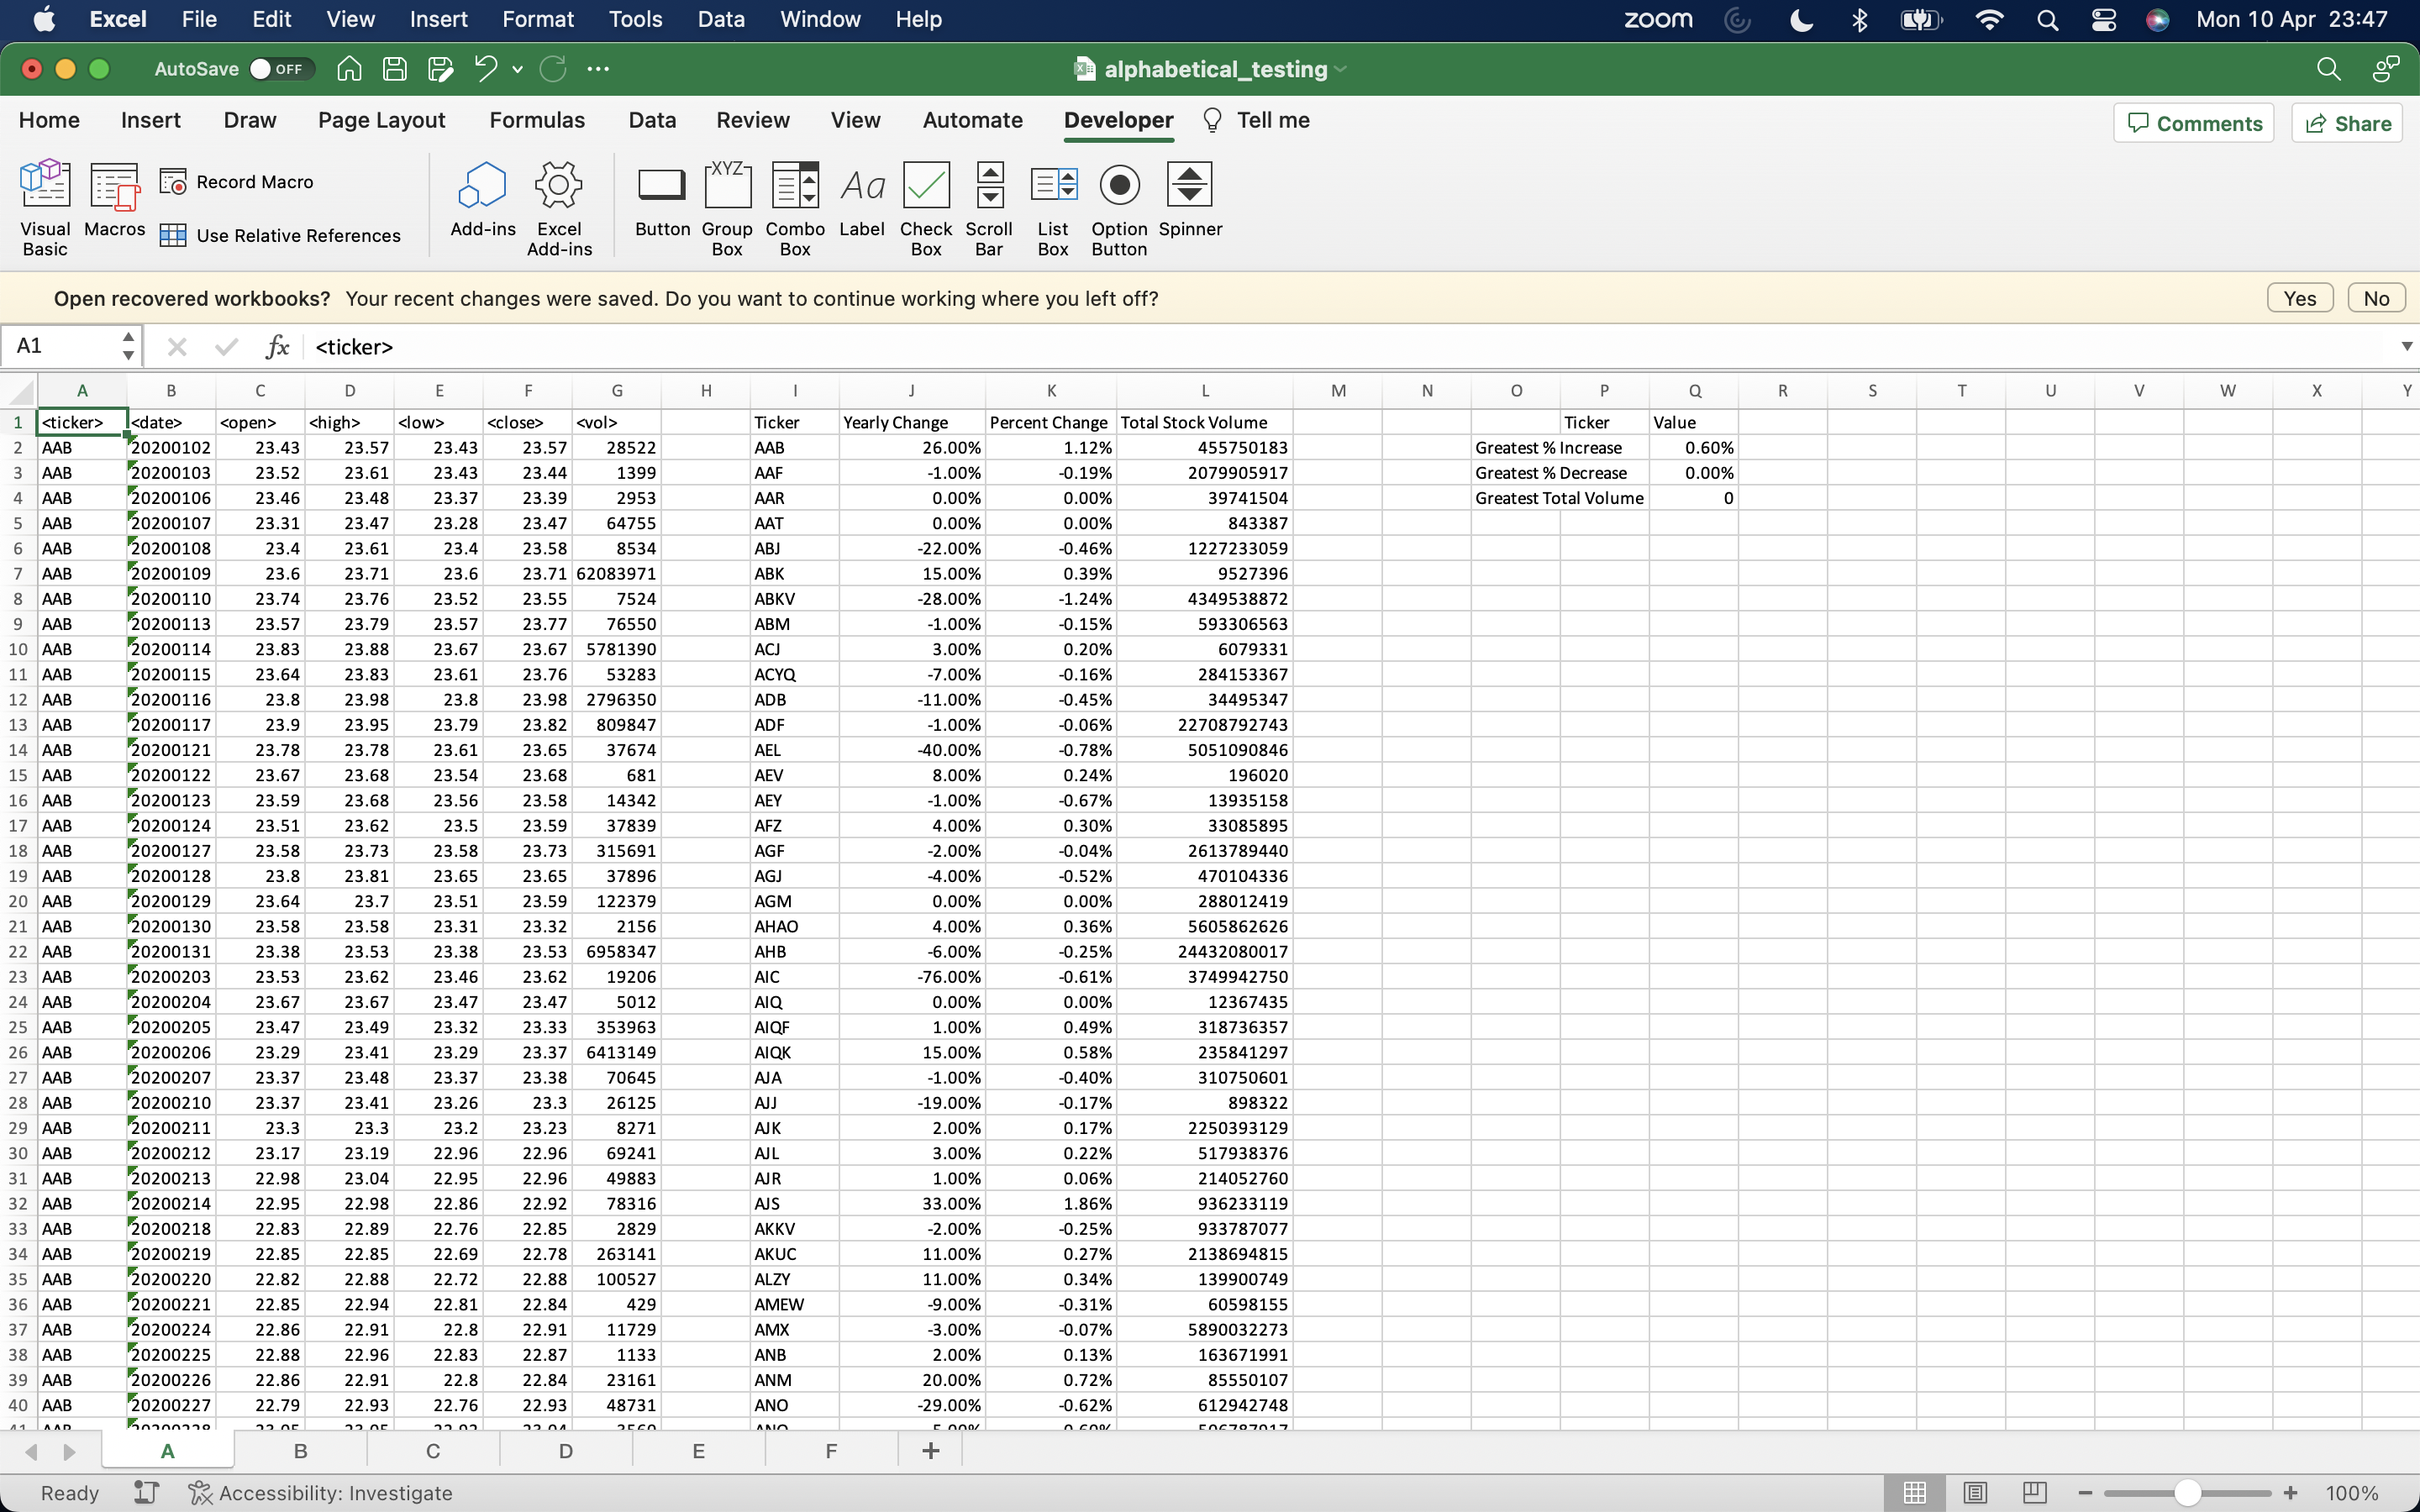 Excel File Edit View Insert Format Tools Data Window Help zoom Mon 10 Apr 23:47
AutoSave OFF alphabetical_testing
Home Insert Draw Page Layout Formulas Data Review View Automate Developer Tell me Comments Share
Visual Basic Macros Record Macro Use Relative References Add-ins Excel Add-ins Button XYZ Group Box Combo Box Aa Label Check Box Scroll Bar List Box Option Button Spinner
Open recovered workbooks? Your recent changes were saved. Do you want to continue working where you left off? Yes No
A1 fx <ticker>
A B C D E F G H I J K L M N O P Q R S T U V W X Y
1 <ticker> <date> <open> <high> <low> <close> <vol> Ticker Yearly Change Percent Change Total Stock Volume Ticker Value
2 AAB 20200102 23.43 23.57 23.43 23.57 28522 AAB 26.00% 1.12% 455750183 Greatest % Increase 0.60%
3 AAB 20200103 23.52 23.61 23.43 23.44 1399 AAF -1.00% -0.19% 2079905917 Greatest % Decrease 0.00%
4 AAB 20200106 23.46 23.48 23.37 23.39 2953 AAR 0.00% 0.00% 39741504 Greatest Total Volume 0
5 AAB 20200107 23.31 23.47 23.28 23.47 64755 AAT 0.00% 0.00% 843387
6 AAB 20200108 23.4 23.61 23.4 23.58 8534 ABJ -22.00% -0.46% 1227233059
7 AAB 20200109 23.6 23.71 23.6 23.71 62083971 ABK 15.00% 0.39% 9527396
8 AAB 20200110 23.74 23.76 23.52 23.55 7524 ABKV -28.00% -1.24% 4349538872
9 AAB 20200113 23.57 23.79 23.57 23.77 76550 ABM -1.00% -0.15% 593306563
10 AAB 20200114 23.83 23.88 23.67 23.67 5781390 ACJ 3.00% 0.20% 6079331
11 AAB 20200115 23.64 23.83 23.61 23.76 53283 ACYQ -7.00% -0.16% 284153367
12 AAB 20200116 23.8 23.98 23.8 23.98 2796350 ADB -11.00% -0.45% 34495347
13 AAB 20200117 23.9 23.95 23.79 23.82 809847 ADF -1.00% -0.06% 22708792743
14 AAB 20200121 23.78 23.78 23.61 23.65 37674 AEL -40.00% -0.78% 5051090846
15 AAB 20200122 23.67 23.68 23.54 23.68 681 AEV 8.00% 0.24% 196020
16 AAB 20200123 23.59 23.68 23.56 23.58 14342 AEY -1.00% -0.67% 13935158
17 AAB 20200124 23.51 23.62 23.5 23.59 37839 AFZ 4.00% 0.30% 33085895
18 AAB 20200127 23.58 23.73 23.58 23.73 315691 AGF -2.00% -0.04% 2613789440
19 AAB 20200128 23.8 23.81 23.65 23.65 37896 AGJ -4.00% -0.52% 470104336
20 AAB 20200129 23.64 23.7 23.51 23.59 122379 AGM 0.00% 0.00% 288012419
21 AAB 20200130 23.58 23.58 23.31 23.32 2156 AHAO 4.00% 0.36% 5605862626
22 AAB 20200131 23.38 23.53 23.38 23.53 6958347 AHB -6.00% -0.25% 24432080017
23 AAB 20200203 23.53 23.62 23.46 23.62 19206 AIC -76.00% -0.61% 3749942750
24 AAB 20200204 23.67 23.67 23.47 23.47 5012 AIQ 0.00% 0.00% 12367435
25 AAB 20200205 23.47 23.49 23.32 23.33 353963 AIQF 1.00% 0.49% 318736357
26 AAB 20200206 23.29 23.41 23.29 23.37 6413149 AIQK 15.00% 0.58% 235841297
27 AAB 20200207 23.37 23.48 23.37 23.38 70645 AJA -1.00% -0.40% 310750601
28 AAB 20200210 23.37 23.41 23.26 23.3 26125 AJJ -19.00% -0.17% 898322
29 AAB 20200211 23.3 23.3 23.2 23.23 8271 AJK 2.00% 0.17% 2250393129
30 AAB 20200212 23.17 23.19 22.96 22.96 69241 AJL 3.00% 0.22% 517938376
31 AAB 20200213 22.98 23.04 22.95 22.96 49883 AJR 1.00% 0.06% 214052760
32 AAB 20200214 22.95 22.98 22.86 22.92 78316 AJS 33.00% 1.86% 936233119
33 AAB 20200218 22.83 22.89 22.76 22.85 2829 AKKV -2.00% -0.25% 933787077
34 AAB 20200219 22.85 22.85 22.69 22.78 263141 AKUC 11.00% 0.27% 2138694815
35 AAB 20200220 22.82 22.88 22.72 22.88 100527 ALZY 11.00% 0.34% 139900749
36 AAB 20200221 22.85 22.94 22.81 22.84 429 AMEW -9.00% -0.31% 60598155
37 AAB 20200224 22.86 22.91 22.8 22.91 11729 AMX -3.00% -0.07% 5890032273
38 AAB 20200225 22.88 22.96 22.83 22.87 1133 ANB 2.00% 0.13% 163671991
39 AAB 20200226 22.86 22.91 22.8 22.84 23161 ANM 20.00% 0.72% 85550107
40 AAB 20200227 22.79 22.93 22.76 22.93 48731 ANO -29.00% -0.62% 612942748
A B C D E F +
Ready Accessibility: Investigate 100%